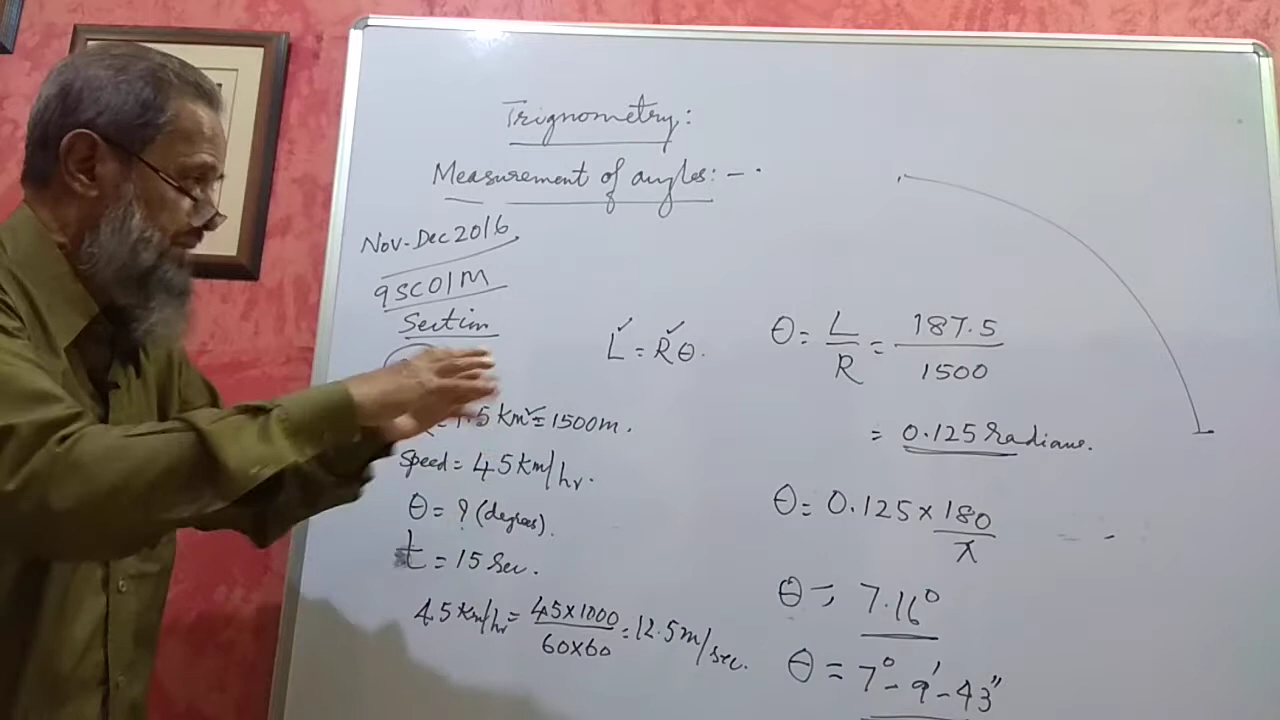 Trignometry:
Measurement of angles: -
Nov-Dec 2016
9SC01M
Section
= 1.5 Km = 1500m.
Speed = 45 Km/hr.
θ = ? (degrees).
t = 15 Sec.
45 Km/hr = 45×1000/60×60 = 12.5m/sec.
L = Rθ.
θ = L/R = 187.5/1500
= 0.125 radians.
θ = 0.125 × 180/π
θ = 7.16°
θ = 7° - 9' - 43"